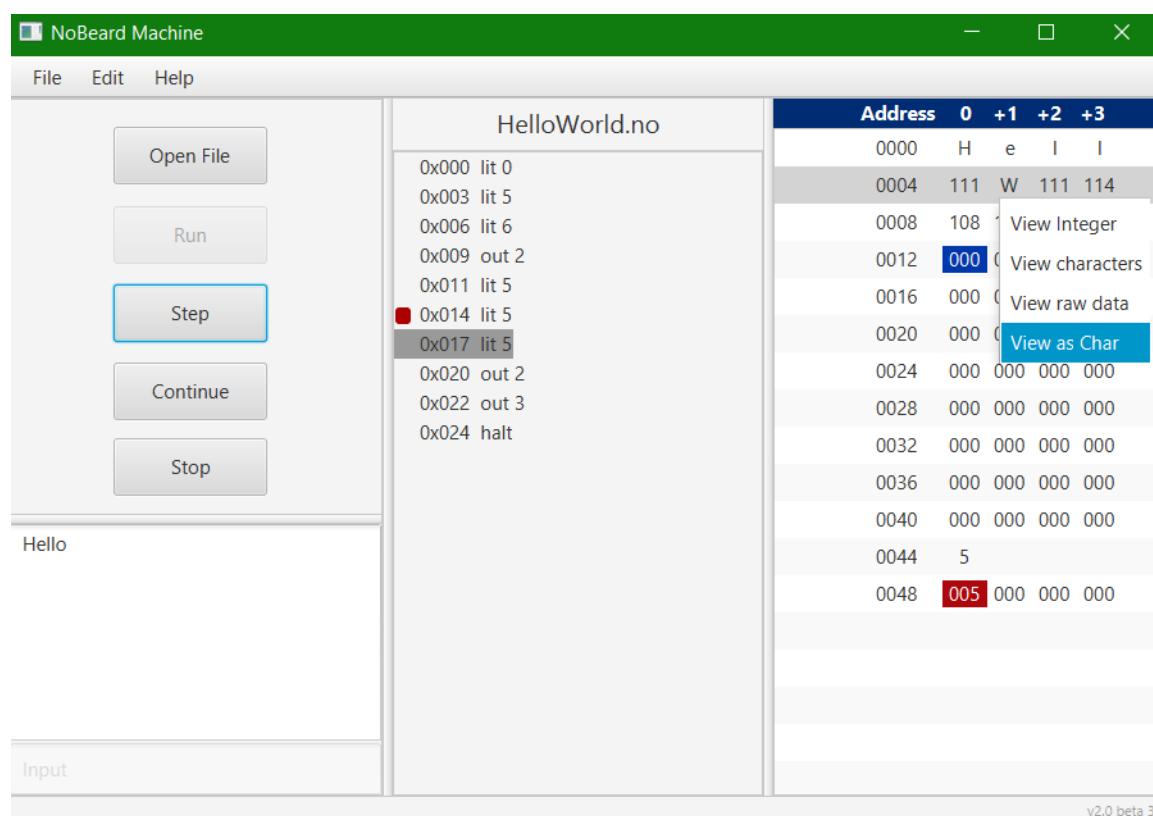 NoBeard Machine
File Edit Help
Open File
Run
Step
Continue
Stop
Hello
Input
HelloWorld.no
0x000 lit 0
0x003 lit 5
0x006 lit 6
0x009 out 2
0x011 lit 5
0x014 lit 5
0x017 lit 5
0x020 out 2
0x022 out 3
0x024 halt
Address 0 +1 +2 +3
0000 H e l l
0004 111 W 111 114
0008 108
0012 000
0016 000
0020 000
0024 000 000 000 000
0028 000 000 000 000
0032 000 000 000 000
0036 000 000 000 000
0040 000 000 000 000
0044 5
0048 005 000 000 000
View Integer
View characters
View raw data
View as Char
v2.0 beta 3